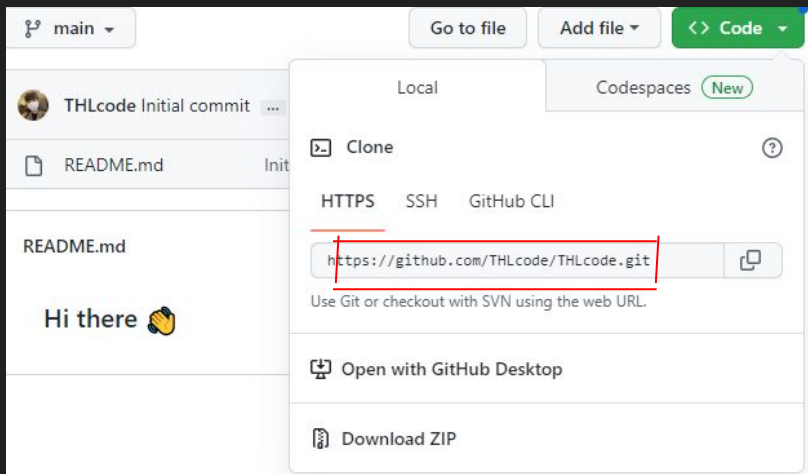 main
Go to file
Add file
<> Code
THLcode Initial commit ...
README.md Init
README.md
Hi there 👋
Local
Codespaces New
Clone
HTTPS SSH GitHub CLI
https://github.com/THLcode/THLcode.git
Use Git or checkout with SVN using the web URL.
Open with GitHub Desktop
Download ZIP